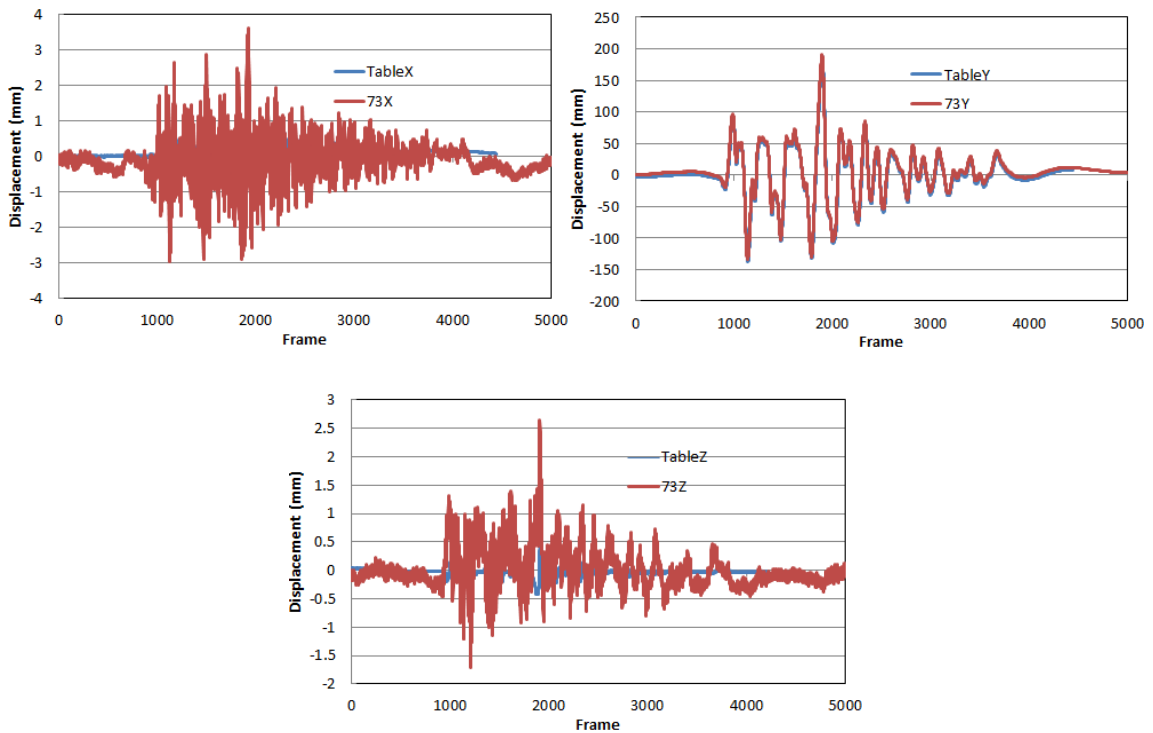 4
3
2
1
0
-1
-2
-3
-4
Displacement (mm)
TableX
73X
0 1000 2000 3000 4000 5000
Frame
250
200
150
100
50
0
-50
-100
-150
-200
Displacement (mm)
TableY
73Y
0 1000 2000 3000 4000 5000
Frame
3
2.5
2
1.5
1
0.5
0
-0.5
-1
-1.5
-2
Displacement (mm)
TableZ
73Z
0 1000 2000 3000 4000 5000
Frame